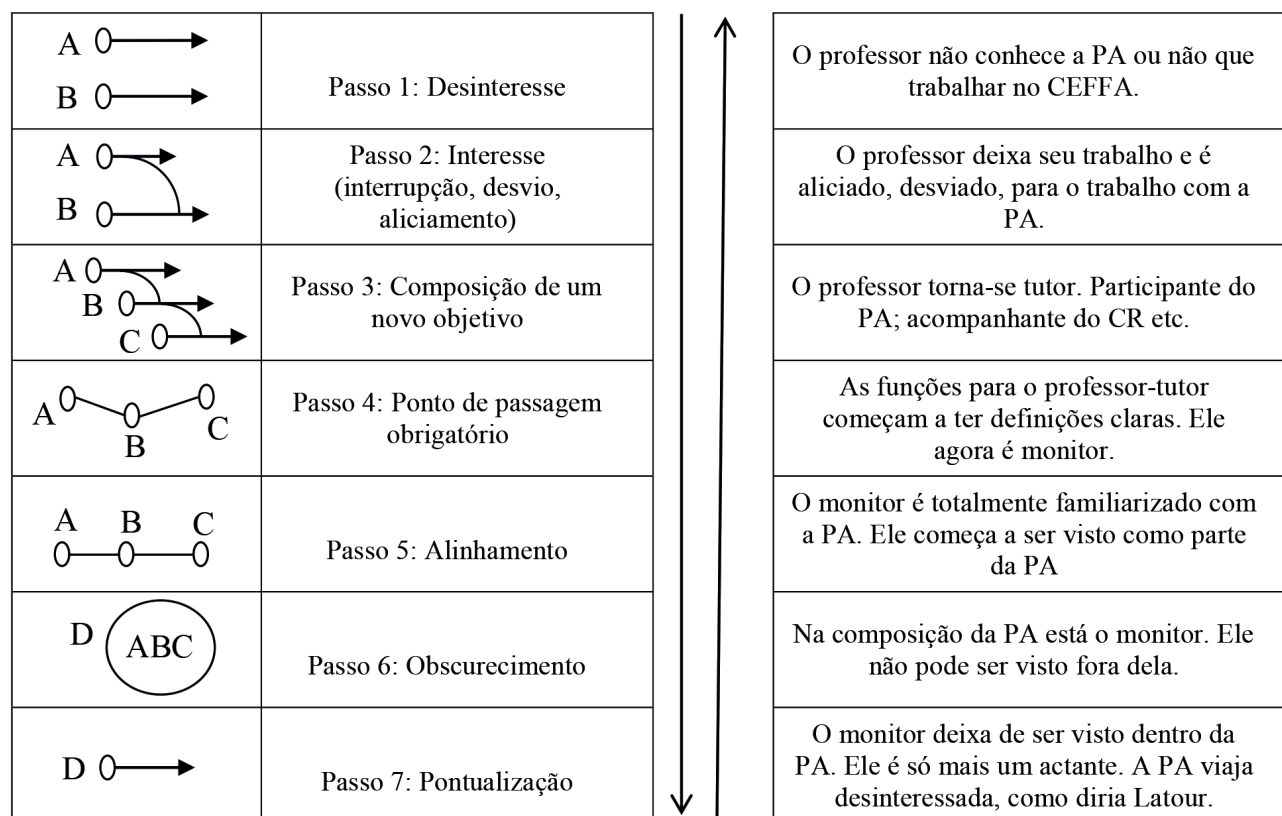 A
B
Passo 1: Desinteresse
O professor não conhece a PA ou não que
trabalhar no CEFFA.
A
B
Passo 2: Interesse
(interrupção, desvio,
aliciamento)
O professor deixa seu trabalho e é
aliciado, desviado, para o trabalho com a
PA.
A
B
C
Passo 3: Composição de um
novo objetivo
O professor torna-se tutor. Participante do
PA; acompanhante do CR etc.
A
B
C
Passo 4: Ponto de passagem
obrigatório
As funções para o professor-tutor
começam a ter definições claras. Ele
agora é monitor.
A B C
Passo 5: Alinhamento
O monitor é totalmente familiarizado com
a PA. Ele começa a ser visto como parte
da PA
D ABC
Passo 6: Obscurecimento
Na composição da PA está o monitor. Ele
não pode ser visto fora dela.
D
Passo 7: Pontualização
O monitor deixa de ser visto dentro da
PA. Ele é só mais um actante. A PA viaja
desinteressada, como diria Latour.